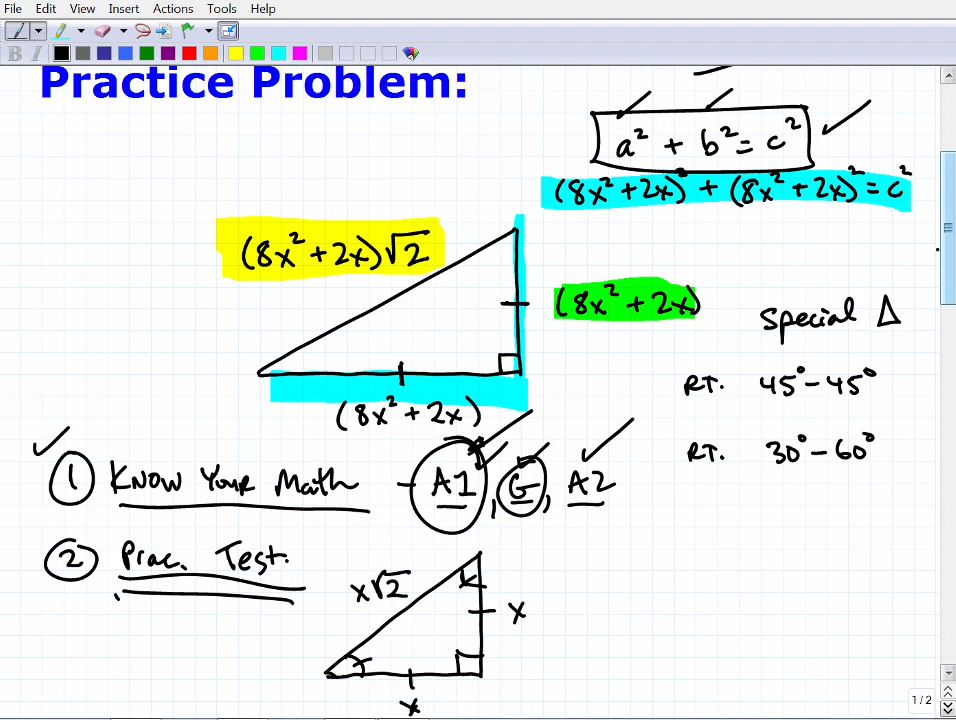 File Edit View Insert Actions Tools Help
B I
Practice Problem:
a² + b² = c²
(8x² + 2x)² + (8x² + 2x)² = c²
(8x² + 2x)√2
(8x² + 2x)
Special Δ
RT. 45° - 45°
(8x² + 2x)
RT. 30° - 60°
① Know Your Math - A1, G, A2
② Prac. Test.
x√2
x
x
1 / 2